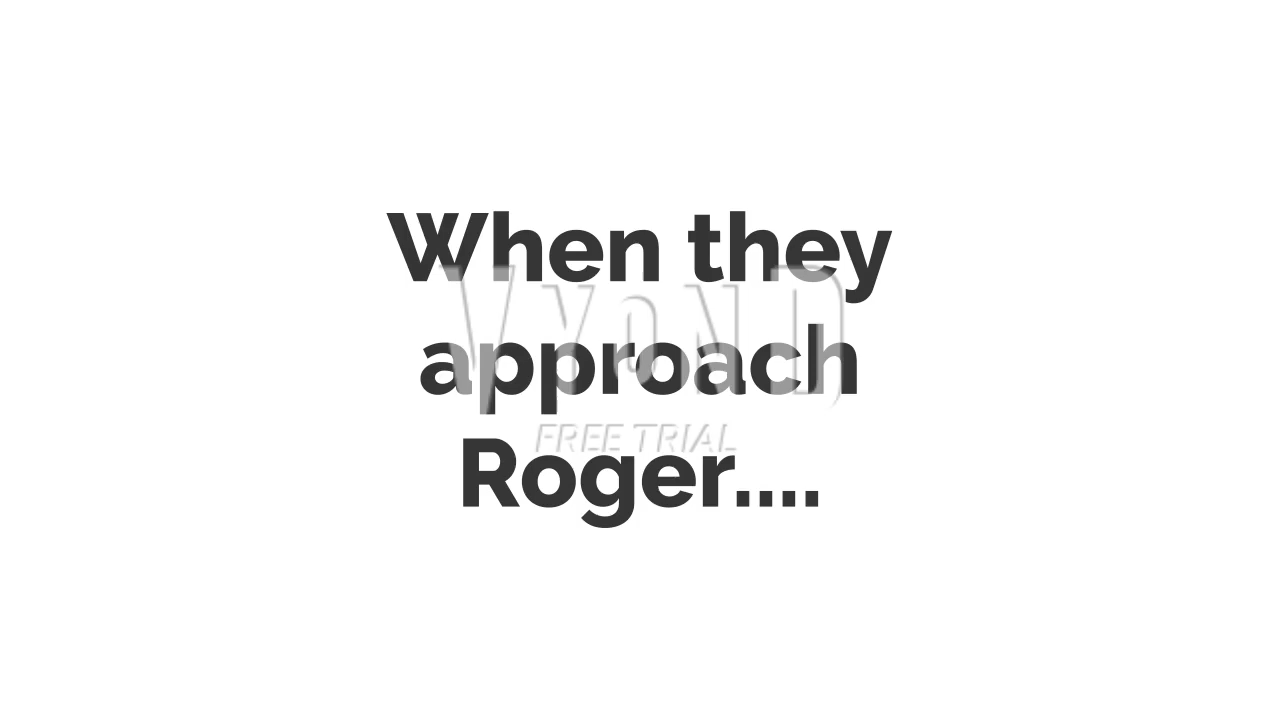 When they
approach
Roger....
VYOND
FREE TRIAL